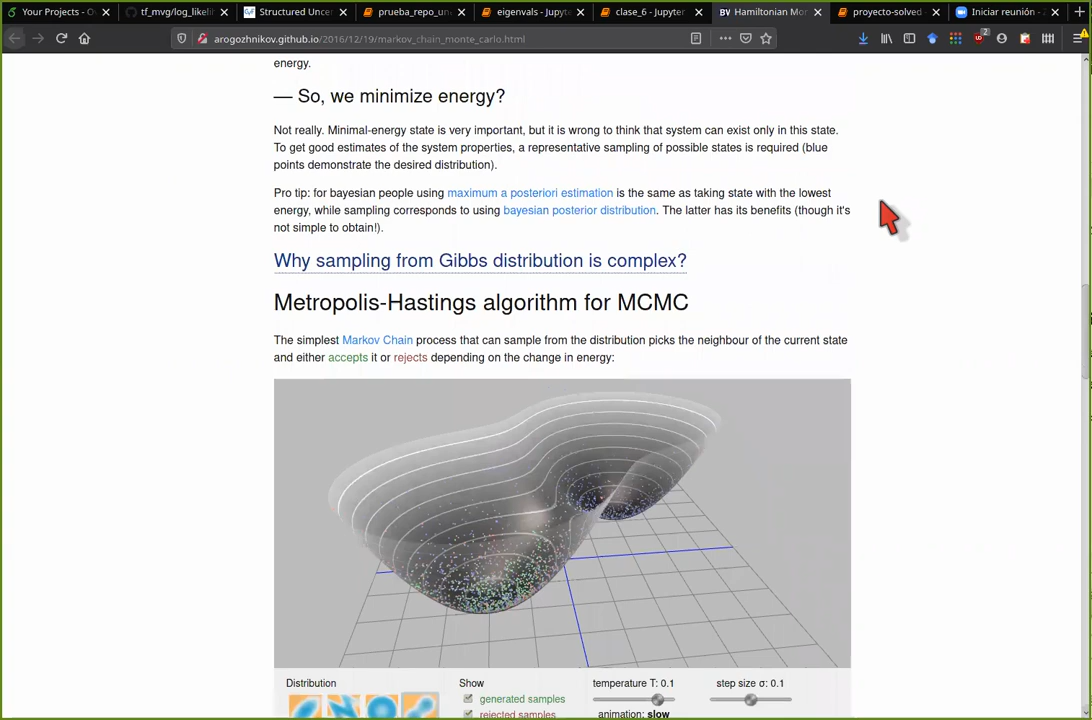 Your Projects - O
tf_mvg/log_likelih
Structured Uncer
prueba_repo_unc
eigenvals - Jupyte
clase_6 - Jupyter
BV Hamiltonian Mor
proyecto-solved -
Iniciar reunión - Z
arogozhnikov.github.io/2016/12/19/markov_chain_monte_carlo.html
2
energy.
— So, we minimize energy?
Not really. Minimal-energy state is very important, but it is wrong to think that system can exist only in this state.
To get good estimates of the system properties, a representative sampling of possible states is required (blue
points demonstrate the desired distribution).
Pro tip: for bayesian people using maximum a posteriori estimation is the same as taking state with the lowest
energy, while sampling corresponds to using bayesian posterior distribution. The latter has its benefits (though it's
not simple to obtain!).
Why sampling from Gibbs distribution is complex?
Metropolis-Hastings algorithm for MCMC
The simplest Markov Chain process that can sample from the distribution picks the neighbour of the current state
and either accepts it or rejects depending on the change in energy:
Distribution
Show
temperature T: 0.1
step size σ: 0.1
generated samples
rejected samples
animation: slow